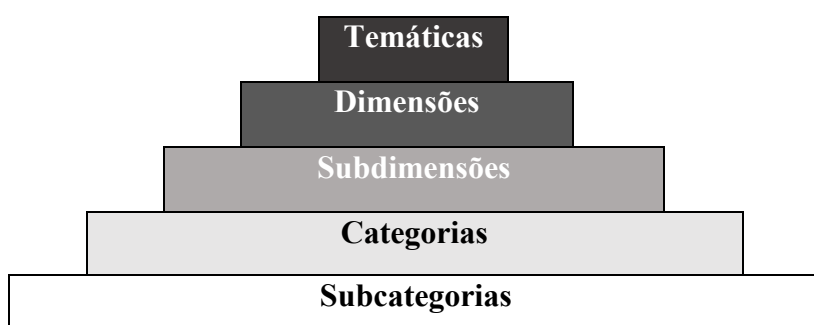 Temáticas
Dimensões
Subdimensões
Categorias
Subcategorias